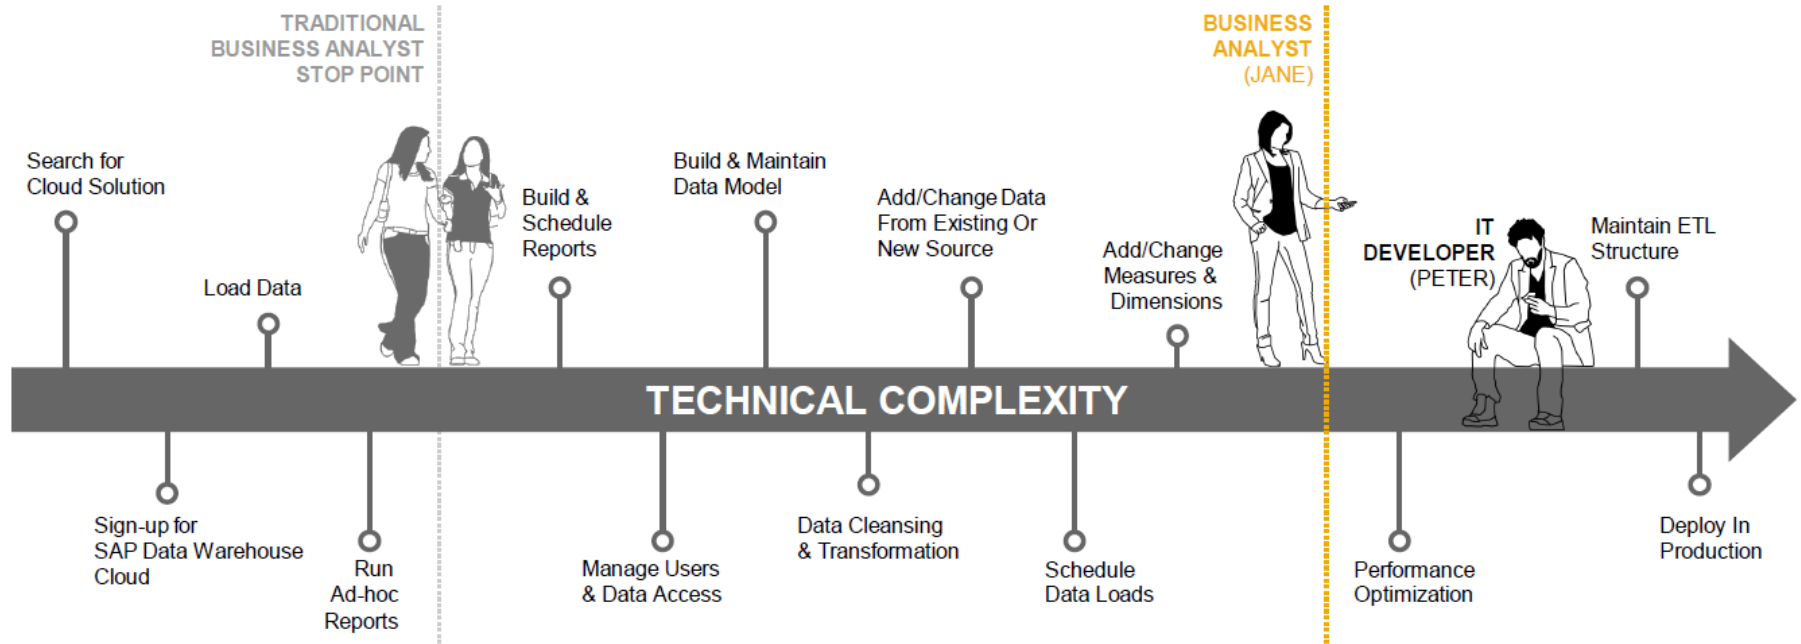 TRADITIONAL
BUSINESS ANALYST
STOP POINT
BUSINESS
ANALYST
(JANE)
Search for
Cloud Solution
Load Data
Build &
Schedule
Reports
Build & Maintain
Data Model
Add/Change Data
From Existing Or
New Source
Add/Change
Measures &
Dimensions
IT
DEVELOPER
(PETER)
Maintain ETL
Structure
TECHNICAL COMPLEXITY
Sign-up for
SAP Data Warehouse
Cloud
Run
Ad-hoc
Reports
Manage Users
& Data Access
Data Cleansing
& Transformation
Schedule
Data Loads
Performance
Optimization
Deploy In
Production